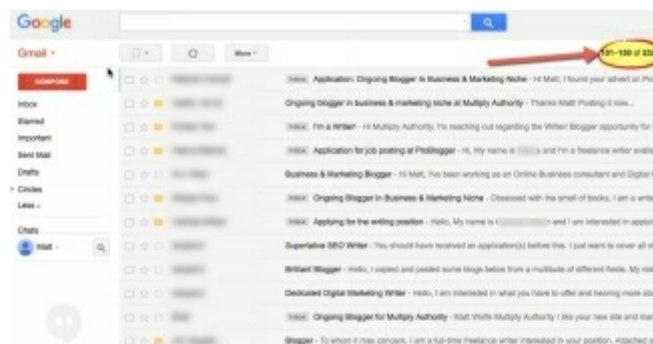 Google
Gmail
More
COMPOSE
Inbox
Starred
Important
Sent Mail
Drafts
Circles
Less
Chats
Matt
Inbox Application: Ongoing Blogger in Business & Marketing Niche - Hi Matt, I found your advert on
Ongoing blogger in business & marketing niche at Multiply Authority - Thanks Matt! Posting it now...
Inbox I'm a Writer! - Hi Multiply Authority, I'm reaching out regarding the Writer/ Blogger opportunity for
Inbox Application for job posting at ProBlogger - Hi, My name is and I'm a freelance writer
Business & Marketing Blogger - Hi Matt, I've been working as an Online Business consultant and Digital
Inbox Ongoing Blogger in Business & Marketing Niche - Obsessed with the smell of books, I am a
Inbox Applying for the writing position - Hello, My name is and I am interested in
Superlative SEO Writer - You should have received an application(s) before this. I just want to cover all
Brilliant Blogger - Hello, I copied and pasted some blogs below from a multitude of different fields. My
Dedicated Digital Marketing Writer - Hello, I am interested in what you have to offer and hearing more
Inbox Ongoing Blogger for Multiply Authority - Matt Wolfe Multiply Authority I like your new site and
Blogger - To whom it may concern, I am a full-time freelance writer interested in your position. Attached